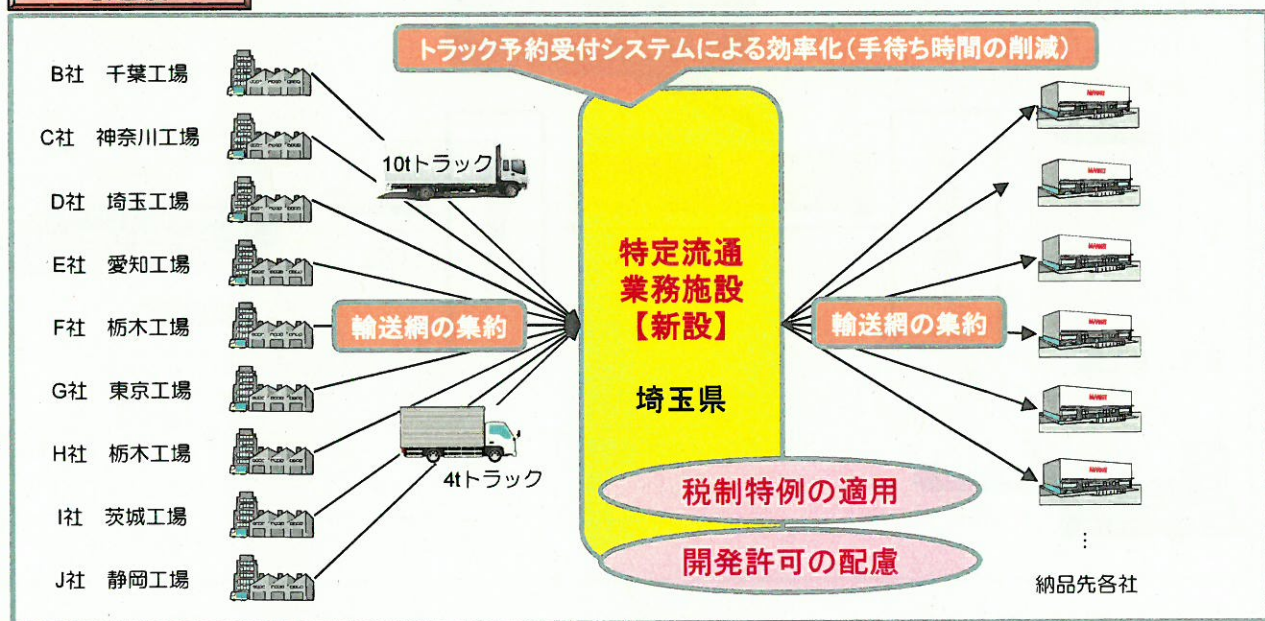 トラック予約受付システムによる効率化(手待ち時間の削減)
B社 千葉工場
C社 神奈川工場
D社 埼玉工場
E社 愛知工場
F社 栃木工場
G社 東京工場
H社 栃木工場
I社 茨城工場
J社 静岡工場
10tトラック
輸送網の集約
4tトラック
特定流通
業務施設
【新設】
埼玉県
税制特例の適用
開発許可の配慮
輸送網の集約
⋮
納品先各社